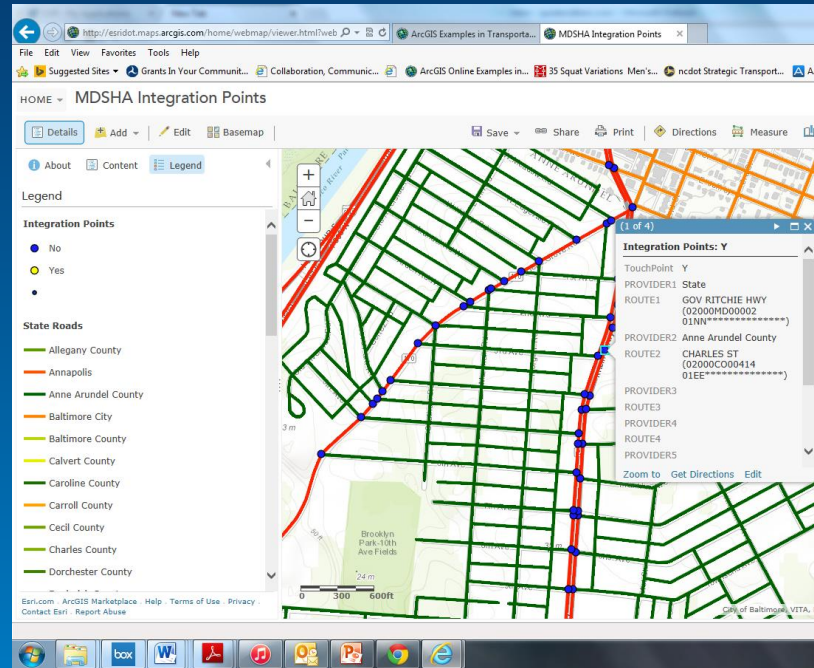 http://esridot.maps.arcgis.com/home/webmap/viewer.html?web
ArcGIS Examples in Transporta...
MDSHA Integration Points
File Edit View Favorites Tools Help
Suggested Sites Grants In Your Communit... Collaboration, Communic... ArcGIS Online Examples in... 35 Squat Variations Men's... ncdot Strategic Transport...
HOME MDSHA Integration Points
Details Add Edit Basemap Save Share Print Directions Measure
About Content Legend
Legend
Integration Points
No
Yes
State Roads
Allegany County
Annapolis
Anne Arundel County
Baltimore City
Baltimore County
Calvert County
Caroline County
Carroll County
Cecil County
Charles County
Dorchester County
Esri.com . ArcGIS Marketplace . Help . Terms of Use . Privacy .
Contact Esri . Report Abuse
ANNE ARUNDEL
(1 of 4)
Integration Points: Y
TouchPoint Y
PROVIDER1 State
ROUTE1 GOV RITCHIE HWY
(02000MD00002
01NN**************)
PROVIDER2 Anne Arundel County
ROUTE2 CHARLES ST
(02000CO00414
01EE**************)
PROVIDER3
ROUTE3
PROVIDER4
ROUTE4
PROVIDER5
Zoom to Get Directions Edit
3 m
Brooklyn
Park-10th
Ave Fields
24 m
0 300 600ft
City of Baltimore, VITA,
box